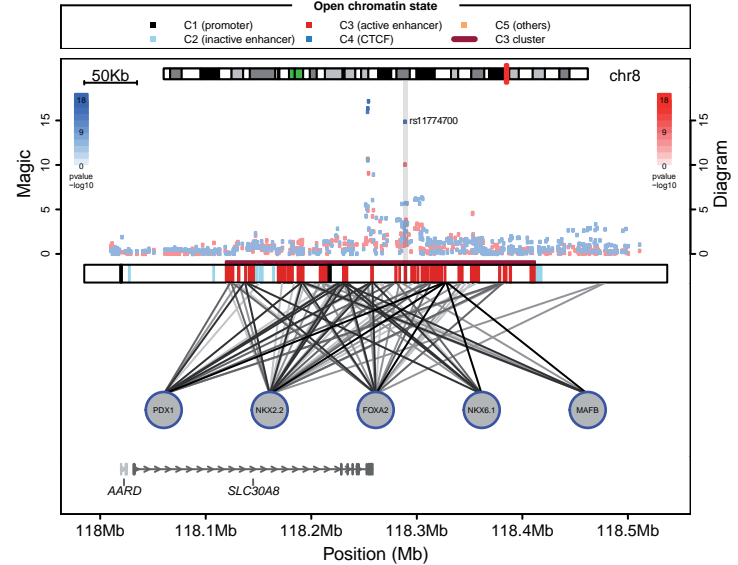 Open chromatin state
C1 (promoter) C3 (active enhancer) C5 (others)
C2 (inactive enhancer) C4 (CTCF) C3 cluster
50Kb chr8
18 18
9 9
0 0
pvalue pvalue
−log10 −log10
Magic
15
10
5
0
rs11774700
15
10
5
0
Diagram
PDX1 NKX2.2 FOXA2 NKX6.1 MAFB
AARD SLC30A8
118Mb 118.1Mb 118.2Mb 118.3Mb 118.4Mb 118.5Mb
Position (Mb)